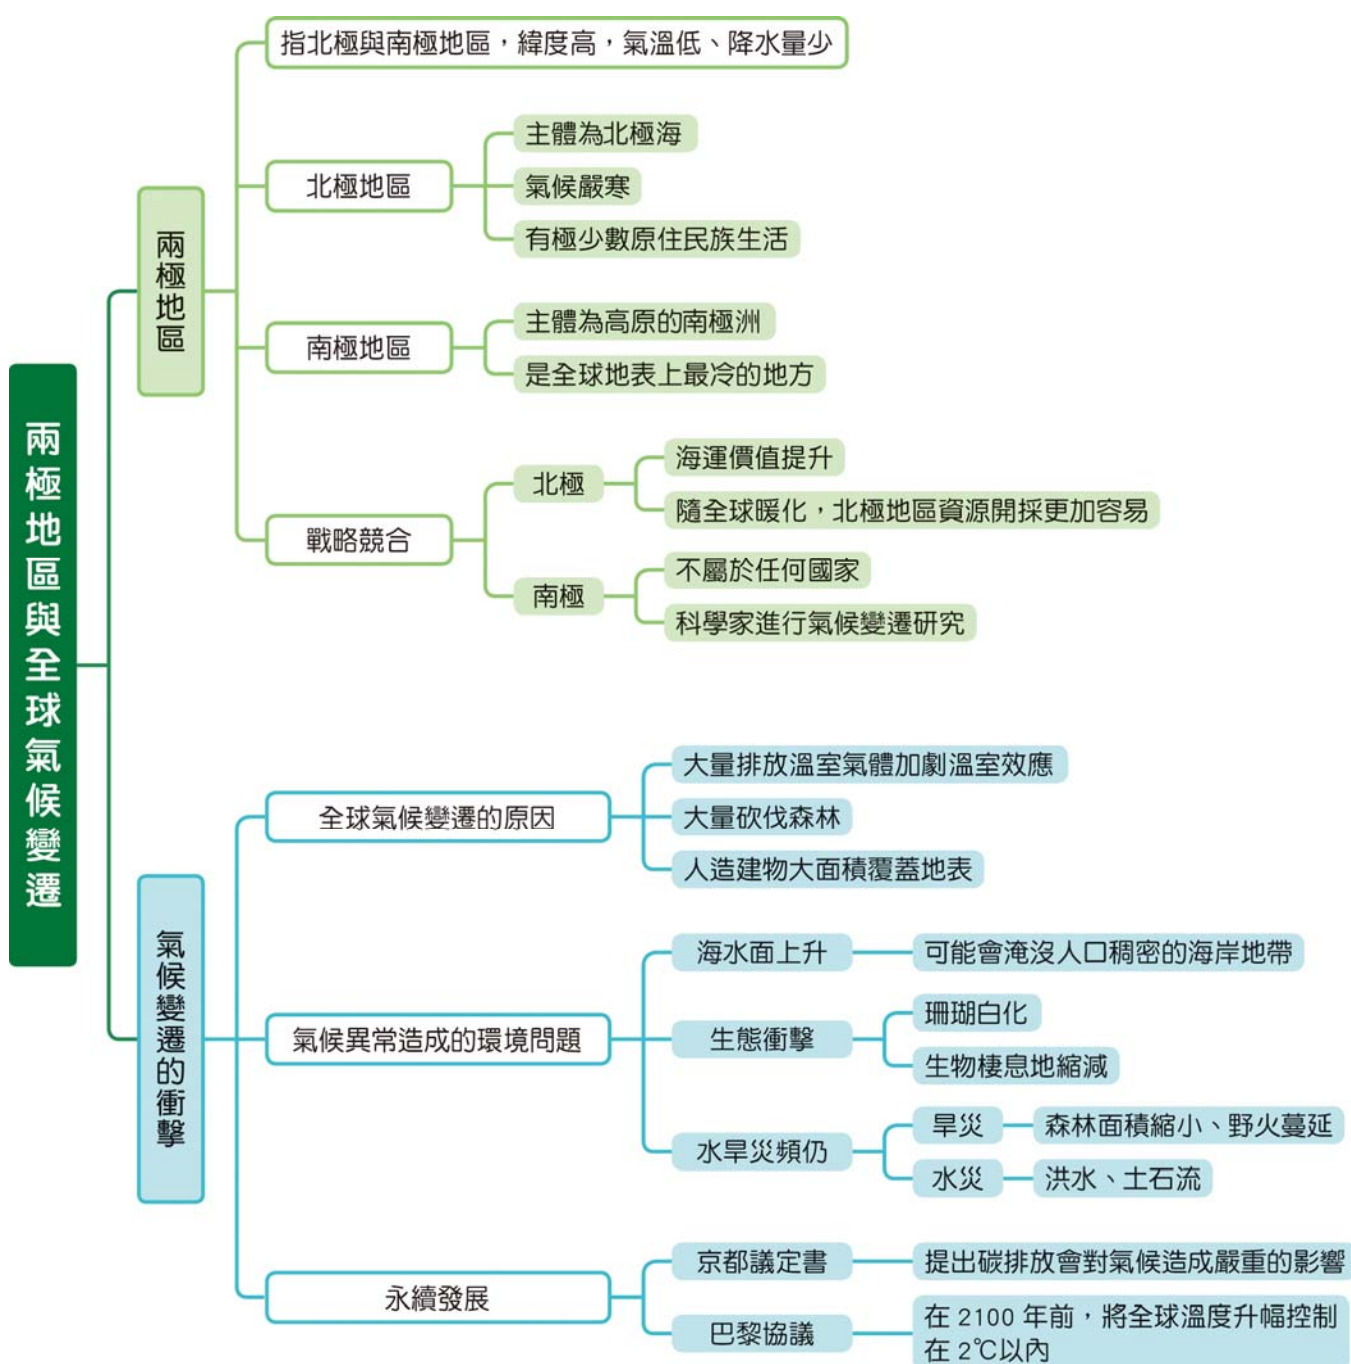 兩極地區與全球氣候變遷
兩極地區
指北極與南極地區，緯度高，氣溫低、降水量少
北極地區
主體為北極海
氣候嚴寒
有極少數原住民族生活
南極地區
主體為高原的南極洲
是全球地表上最冷的地方
戰略競合
北極
海運價值提升
隨全球暖化，北極地區資源開採更加容易
南極
不屬於任何國家
科學家進行氣候變遷研究
氣候變遷的衝擊
全球氣候變遷的原因
大量排放溫室氣體加劇溫室效應
大量砍伐森林
人造建物大面積覆蓋地表
氣候異常造成的環境問題
海水面上升
可能會淹沒人口稠密的海岸地帶
生態衝擊
珊瑚白化
生物棲息地縮減
水旱災頻仍
旱災
森林面積縮小、野火蔓延
水災
洪水、土石流
永續發展
京都議定書
提出碳排放會對氣候造成嚴重的影響
巴黎協議
在 2100 年前，將全球溫度升幅控制
在 2℃以內